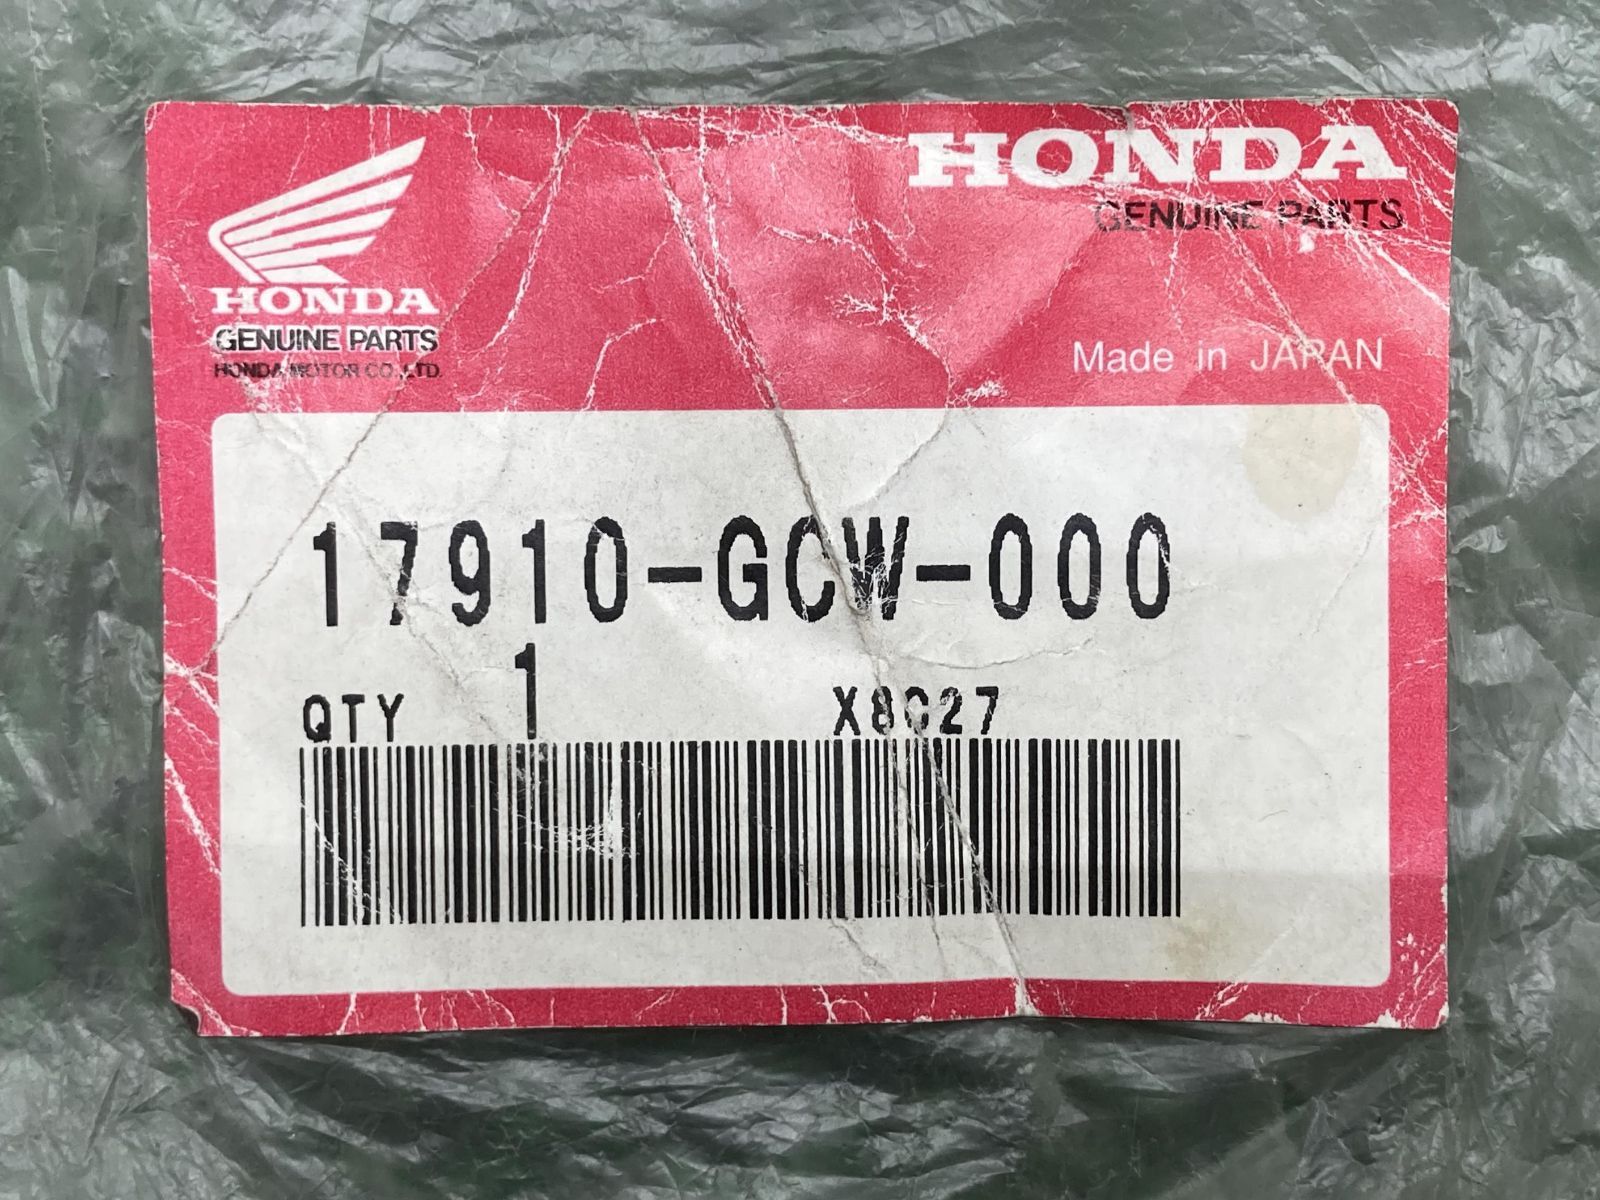 HONDA
GENUINE PARTS
HONDA
GENUINE PARTS
HONDA MOTOR CO.,LTD.
Made in JAPAN
17910-GCW-000
QTY 1 X8C27